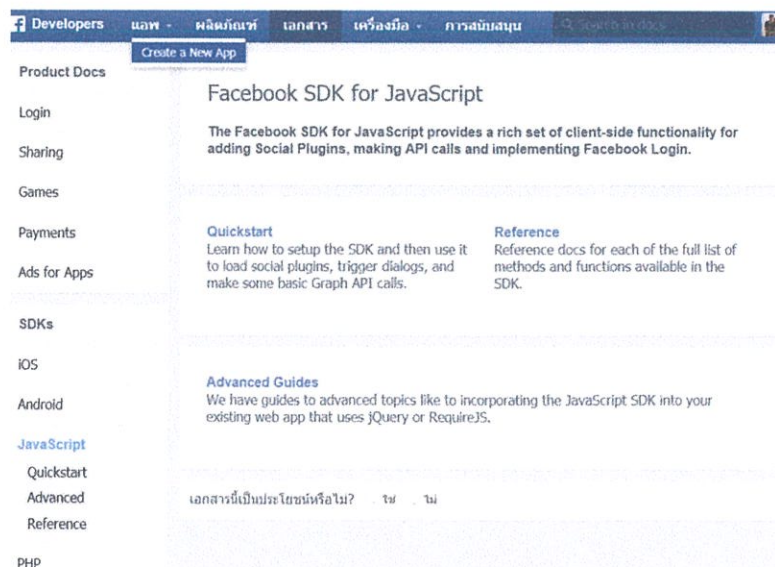 f Developers แอพ ผลิตภัณฑ์ เอกสาร เครื่องมือ การสนับสนุน Search in docs
Create a New App
Product Docs
Login
Sharing
Games
Payments
Ads for Apps
SDKs
iOS
Android
JavaScript
Quickstart
Advanced
Reference
PHP
Facebook SDK for JavaScript
The Facebook SDK for JavaScript provides a rich set of client-side functionality for
adding Social Plugins, making API calls and implementing Facebook Login.
Quickstart
Learn how to setup the SDK and then use it
to load social plugins, trigger dialogs, and
make some basic Graph API calls.
Reference
Reference docs for each of the full list of
methods and functions available in the
SDK.
Advanced Guides
We have guides to advanced topics like to incorporating the JavaScript SDK into your
existing web app that uses jQuery or RequireJS.
เอกสารนี้เป็นประโยชน์หรือไม่? ใช่ ไม่